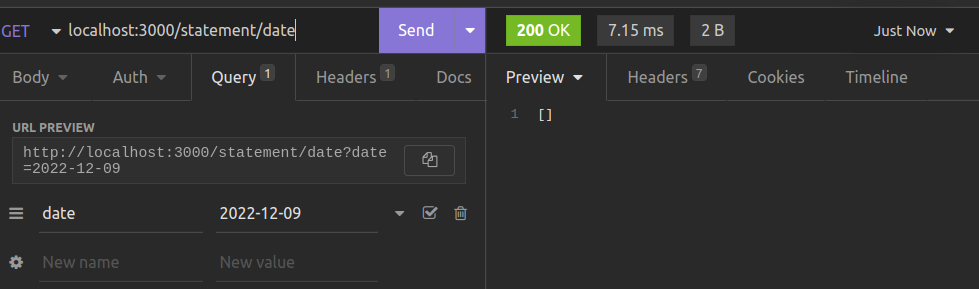 GET localhost:3000/statement/date Send 200 OK 7.15 ms 2 B Just Now
Body Auth Query 1 Headers 1 Docs Preview Headers 7 Cookies Timeline
URL PREVIEW
1 []
http://localhost:3000/statement/date?date
=2022-12-09
date 2022-12-09
New name New value